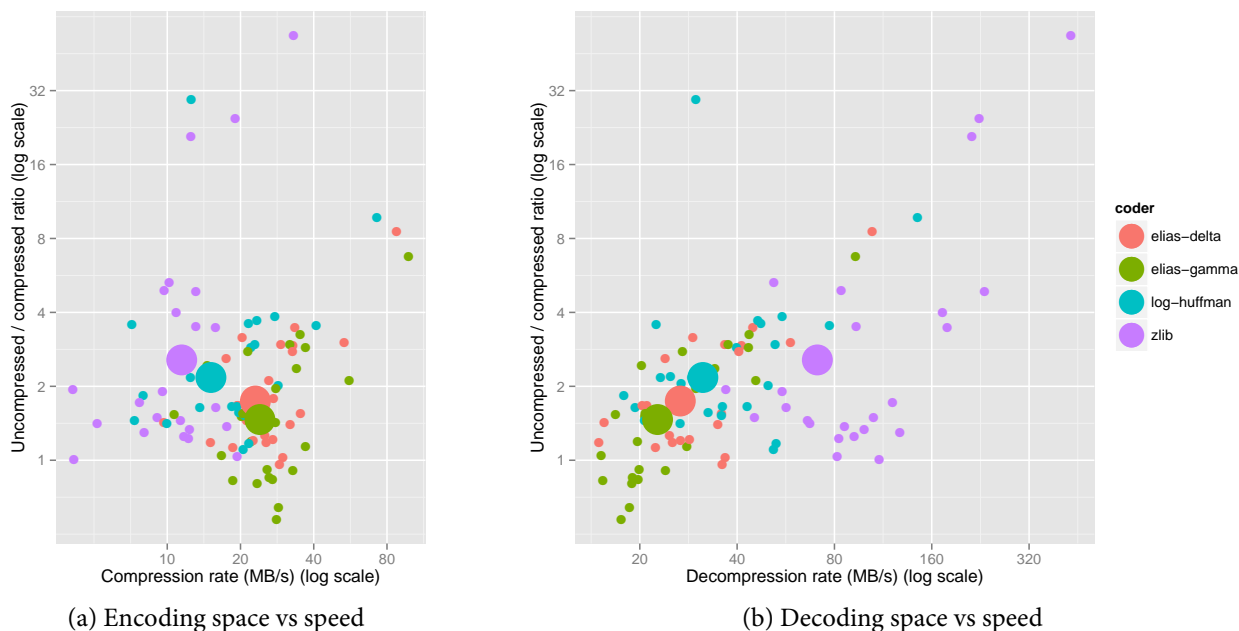 Uncompressed / compressed ratio (log scale)
32
16
8
4
2
1
10
20
40
80
Compression rate (MB/s) (log scale)
(a) Encoding space vs speed
Uncompressed / compressed ratio (log scale)
32
16
8
4
2
1
20
40
80
160
320
Decompression rate (MB/s) (log scale)
(b) Decoding space vs speed
coder
elias−delta
elias−gamma
log−huffman
zlib